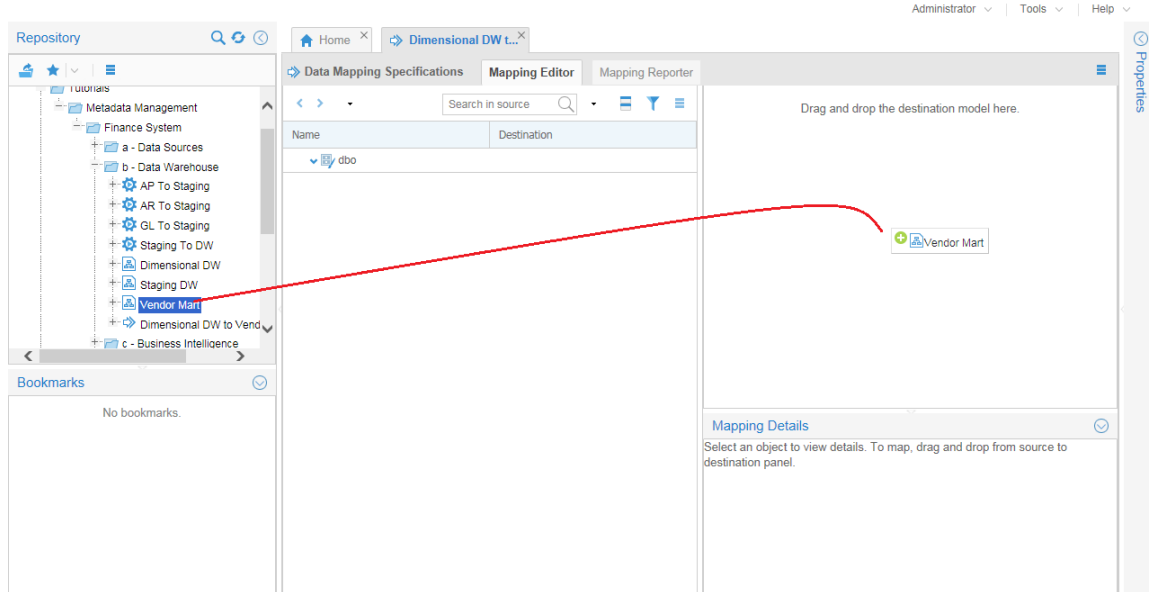 Administrator Tools Help
Repository
Home
Dimensional DW t...
Properties
Data Mapping Specifications
Mapping Editor
Mapping Reporter
Tutorials
Metadata Management
Finance System
a - Data Sources
b - Data Warehouse
AP To Staging
AR To Staging
GL To Staging
Staging To DW
Dimensional DW
Staging DW
Vendor Mart
Dimensional DW to Vend
c - Business Intelligence
Bookmarks
No bookmarks.
Search in source
Name Destination
dbo
Drag and drop the destination model here.
Vendor Mart
Mapping Details
Select an object to view details. To map, drag and drop from source to
destination panel.